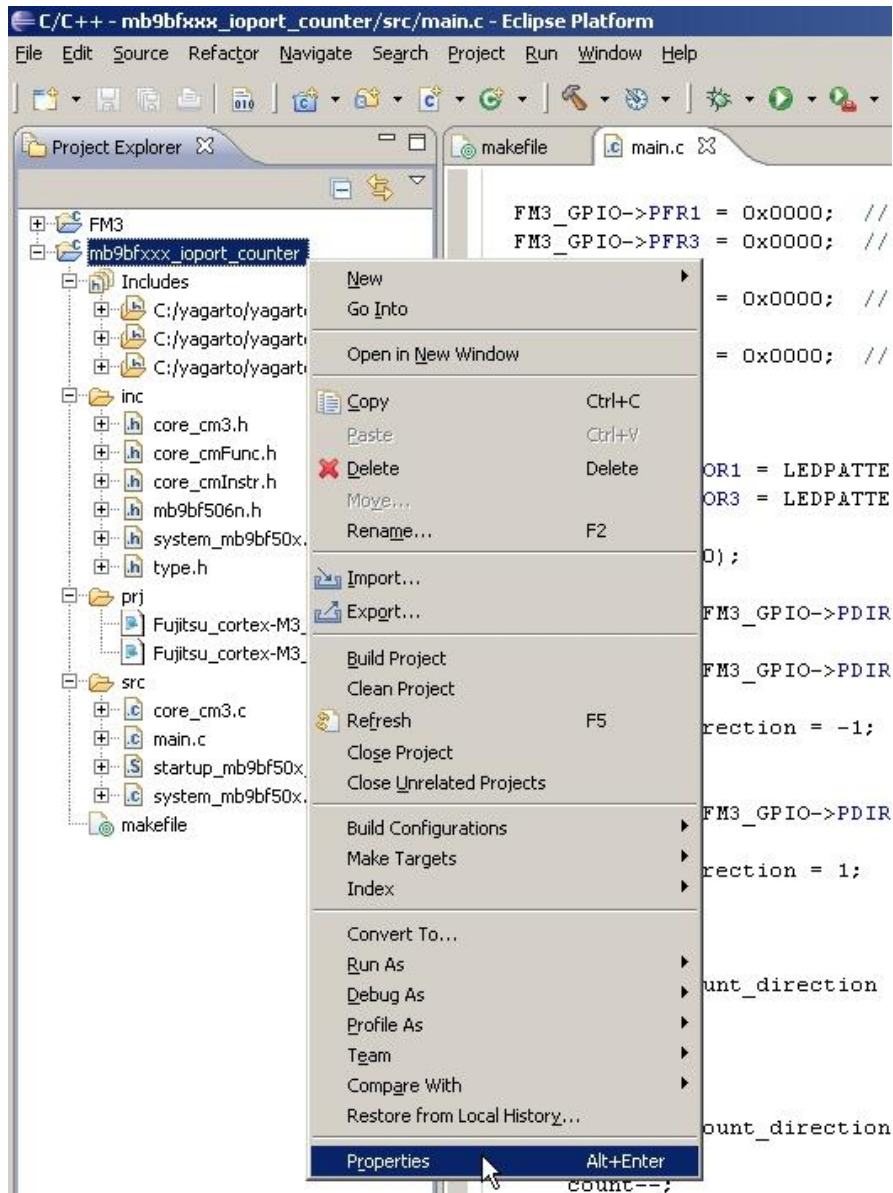 C/C++ - mb9bfxxx_ioport_counter/src/main.c - Eclipse Platform
File Edit Source Refactor Navigate Search Project Run Window Help
010
Project Explorer
makefile
main.c
FM3
mb9bfxxx_ioport_counter
Includes
C:/yagarto/yagart
C:/yagarto/yagart
C:/yagarto/yagart
inc
core_cm3.h
core_cmFunc.h
core_cmInstr.h
mb9bf506n.h
system_mb9bf50x.
type.h
prj
Fujitsu_cortex-M3_
Fujitsu_cortex-M3_
src
core_cm3.c
main.c
startup_mb9bf50x_
system_mb9bf50x.
makefile
New
Go Into
Open in New Window
Copy Ctrl+C
Paste Ctrl+V
Delete Delete
Move...
Rename... F2
Import...
Export...
Build Project
Clean Project
Refresh F5
Close Project
Close Unrelated Projects
Build Configurations
Make Targets
Index
Convert To...
Run As
Debug As
Profile As
Team
Compare With
Restore from Local History...
Properties Alt+Enter
FM3_GPIO->PFR1 = 0x0000; //
FM3_GPIO->PFR3 = 0x0000; //
= 0x0000; //
= 0x0000; //
OR1 = LEDPATTE
OR3 = LEDPATTE
0);
FM3_GPIO->PDIR
FM3_GPIO->PDIR
rection = -1;
FM3_GPIO->PDIR
rection = 1;
unt_direction
ount_direction
count--;